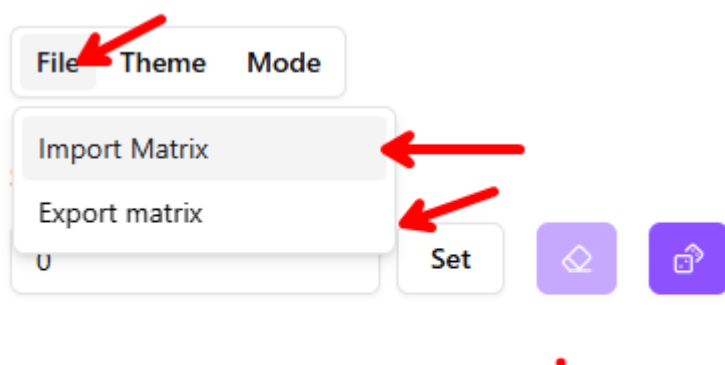 File Theme Mode
Import Matrix
Export matrix
0 Set